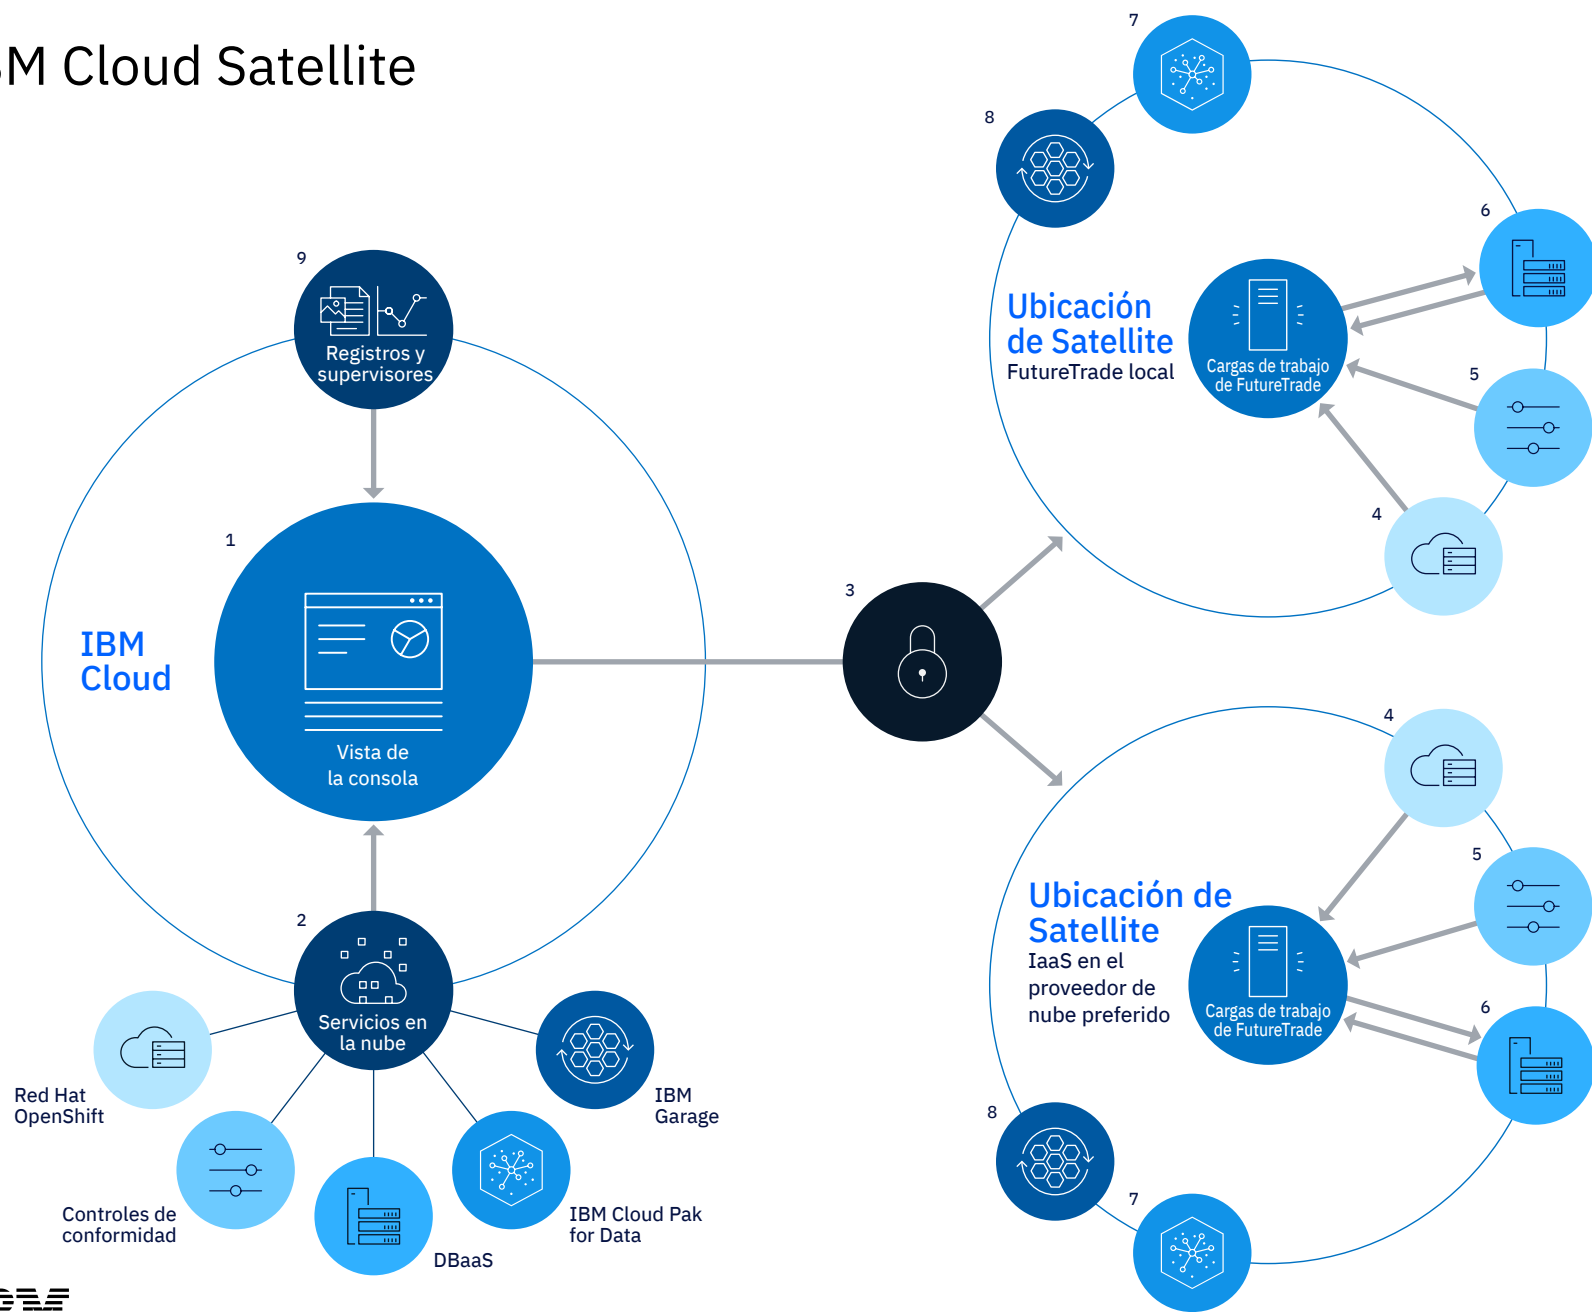 M Cloud Satellite
9
Registros y
supervisores
1
IBM
Cloud
Vista de
la consola
2
Servicios en
la nube
Red Hat
OpenShift
Controles de
conformidad
DBaaS
IBM Cloud Pak
for Data
IBM
Garage
3
7
8
6
Ubicación
de Satellite
FutureTrade local
Cargas de trabajo
de FutureTrade
5
4
4
5
Ubicación de
Satellite
IaaS en el
proveedor de
nube preferido
Cargas de trabajo
de FutureTrade
6
8
7